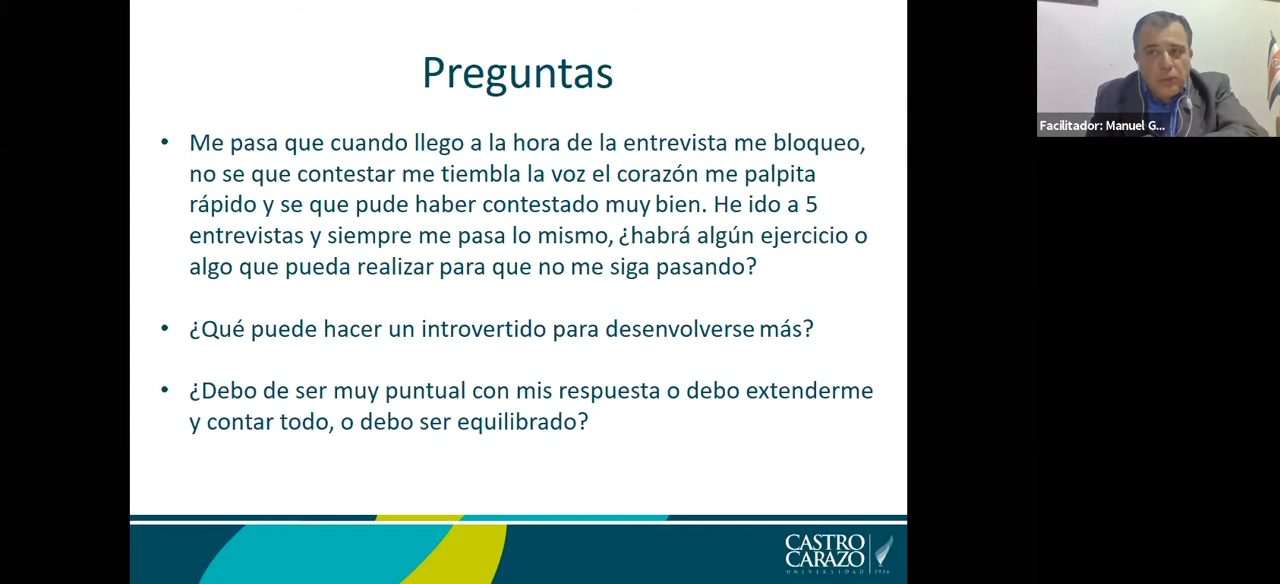 Preguntas
• Me pasa que cuando llego a la hora de la entrevista me bloqueo,
no se que contestar me tiembla la voz el corazón me palpita
rápido y se que pude haber contestado muy bien. He ido a 5
entrevistas y siempre me pasa lo mismo, ¿habrá algún ejercicio o
algo que pueda realizar para que no me siga pasando?
• ¿Qué puede hacer un introvertido para desenvolverse más?
• ¿Debo de ser muy puntual con mis respuesta o debo extenderme
y contar todo, o debo ser equilibrado?
Facilitador: Manuel G...
CASTRO
CARAZO
UNIVERSIDAD